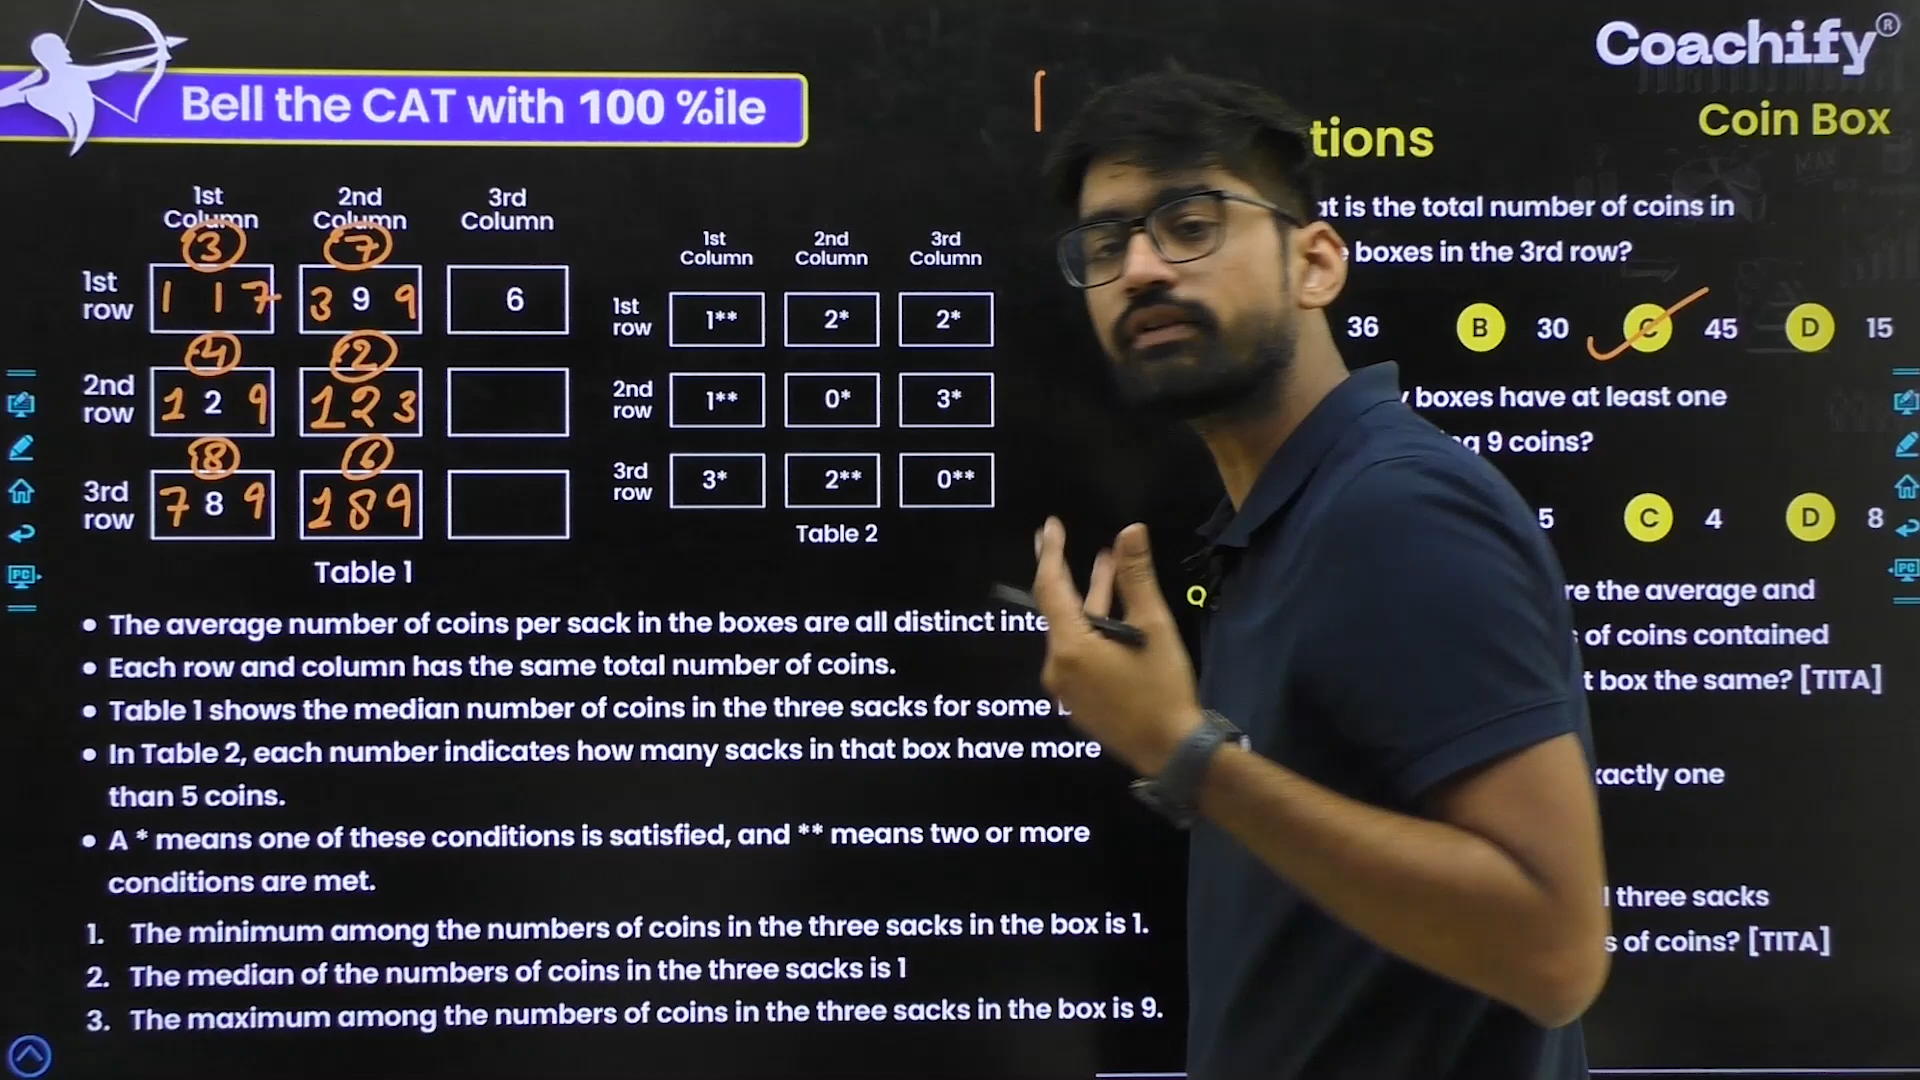 Coachify®
Bell the CAT with 100 %ile
Coin Box
tions
1st Column
2nd Column
3rd Column
3
7
1st row
1 1 7
3 9 9
6
4
2
2nd row
1 2 9
1 2 3
8
6
3rd row
7 8 9
1 8 9
Table 1
1st Column
2nd Column
3rd Column
1st row
1**
2*
2*
2nd row
1**
0*
3*
3rd row
3*
2**
0**
Table 2
• The average number of coins per sack in the boxes are all distinct inte
• Each row and column has the same total number of coins.
• Table 1 shows the median number of coins in the three sacks for some
• In Table 2, each number indicates how many sacks in that box have more
than 5 coins.
• A * means one of these conditions is satisfied, and ** means two or more
conditions are met.
1. The minimum among the numbers of coins in the three sacks in the box is 1.
2. The median of the numbers of coins in the three sacks is 1
3. The maximum among the numbers of coins in the three sacks in the box is 9.
at is the total number of coins in
boxes in the 3rd row?
36 B 30 C 45 D 15
boxes have at least one
9 coins?
5 C 4 D 8
Q
re the average and
of coins contained
t box the same? [TITA]
actly one
three sacks
s of coins? [TITA]
PC
PC